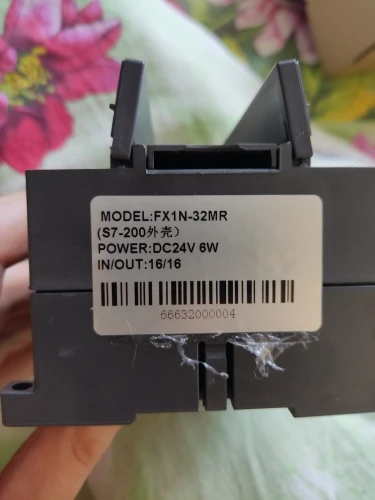 MODEL:FX1N-32MR
(S7-200外壳)
POWER:DC24V 6W
IN/OUT:16/16
66632000004